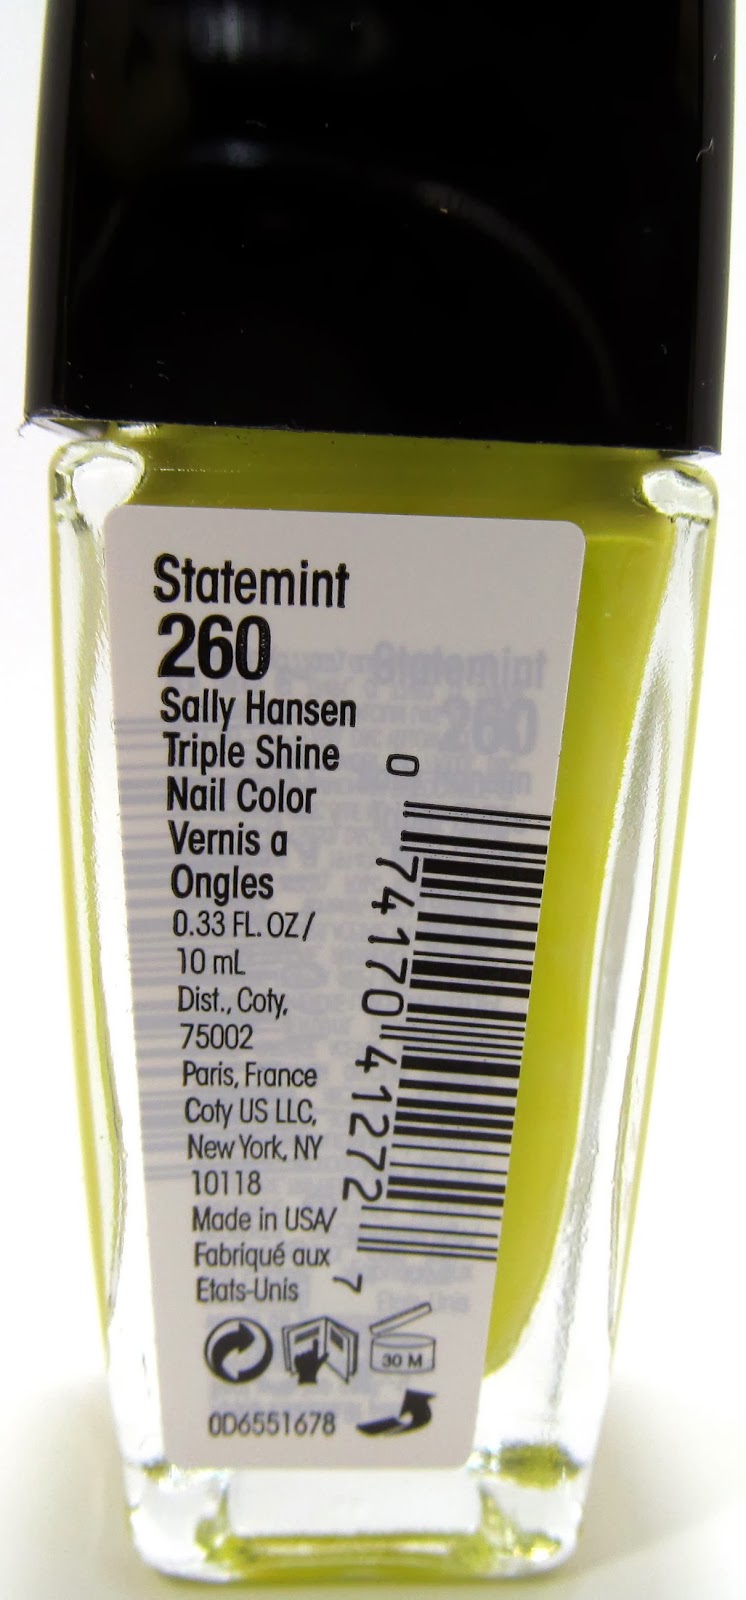 Statemint
260
Sally Hansen
Triple Shine
Nail Color
Vernis a
Ongles
0.33 FL. OZ/
10 mL
Dist., Coty,
75002
Paris, France
Coty US LLC,
New York, NY
10118
Made in USA/
Fabriqué aux
Etats-Unis
0 74170 41272 7
30 M
0D6551678